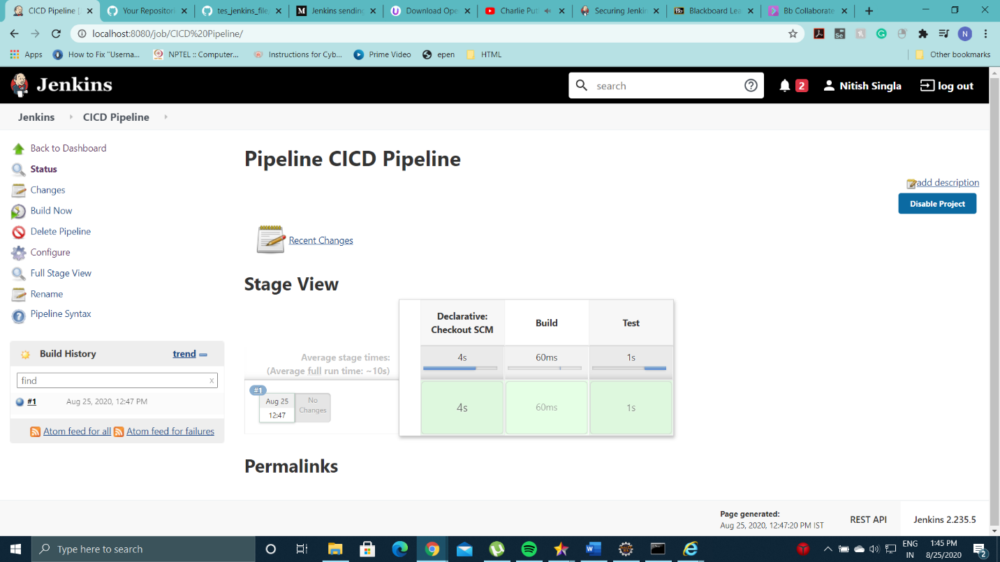 CICD Pipeline [
Your Repositori
tes_jenkins_file
Jenkins sending
Download Ope
Charlie Put
Securing Jenkin
Blackboard Lea
Bb Collaborate
localhost:8080/job/CICD%20Pipeline/
Apps
How to Fix "Userna...
NPTEL :: Computer...
Instructions for Cyb...
Prime Video
epen
HTML
Other bookmarks
Jenkins
search
2
Nitish Singla
log out
Jenkins
CICD Pipeline
Back to Dashboard
Status
Changes
Build Now
Delete Pipeline
Configure
Full Stage View
Rename
Pipeline Syntax
Build History
trend
find
x
#1
Aug 25, 2020, 12:47 PM
Atom feed for all
Atom feed for failures
Pipeline CICD Pipeline
add description
Disable Project
Recent Changes
Stage View
Declarative:
Checkout SCM
Build
Test
Average stage times:
(Average full run time: ~10s)
4s
60ms
1s
#1
Aug 25
12:47
No
Changes
4s
60ms
1s
Permalinks
Page generated:
Aug 25, 2020, 12:47:20 PM IST
REST API
Jenkins 2.235.5
Type here to search
ENG
IN
1:45 PM
8/25/2020
2